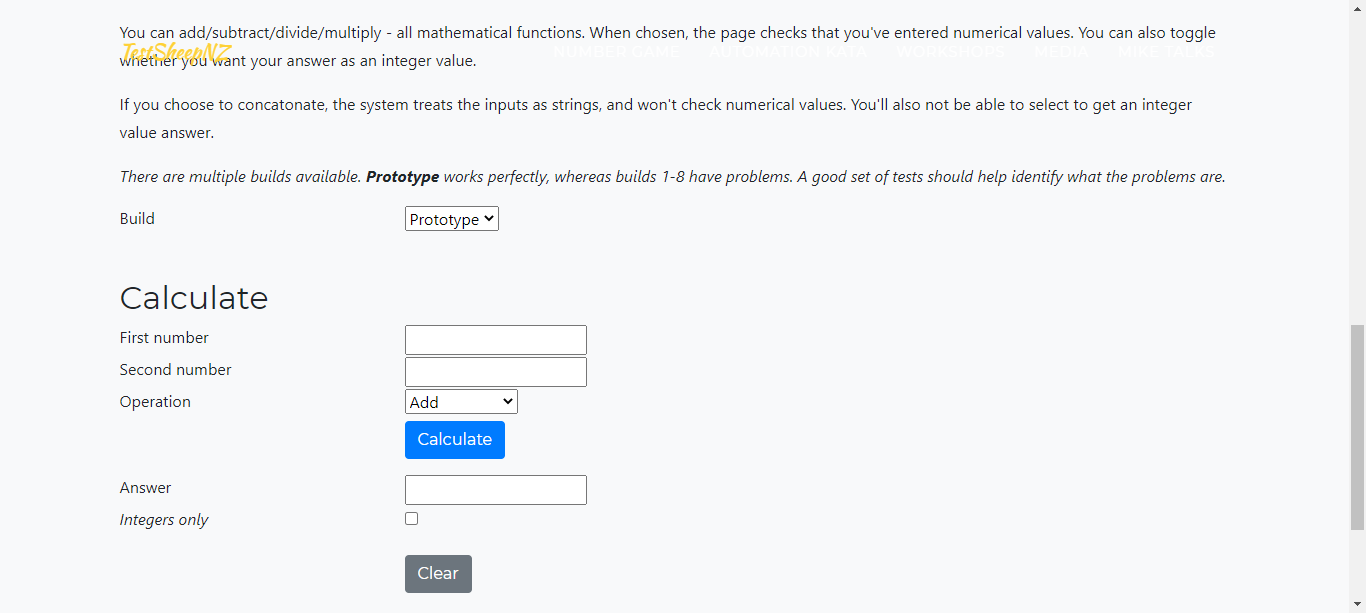 You can add/subtract/divide/multiply - all mathematical functions. When chosen, the page checks that you've entered numerical values. You can also toggle
TestSheepNZ
NUMBER GAME AUTOMATION DATA WORKSHOPS MEDIA MIKE TALKS
whether you want your answer as an integer value.
If you choose to concatonate, the system treats the inputs as strings, and won't check numerical values. You'll also not be able to select to get an integer
value answer.
There are multiple builds available. Prototype works perfectly, whereas builds 1-8 have problems. A good set of tests should help identify what the problems are.
Build Prototype
Calculate
First number
Second number
Operation Add
Calculate
Answer
Integers only
Clear